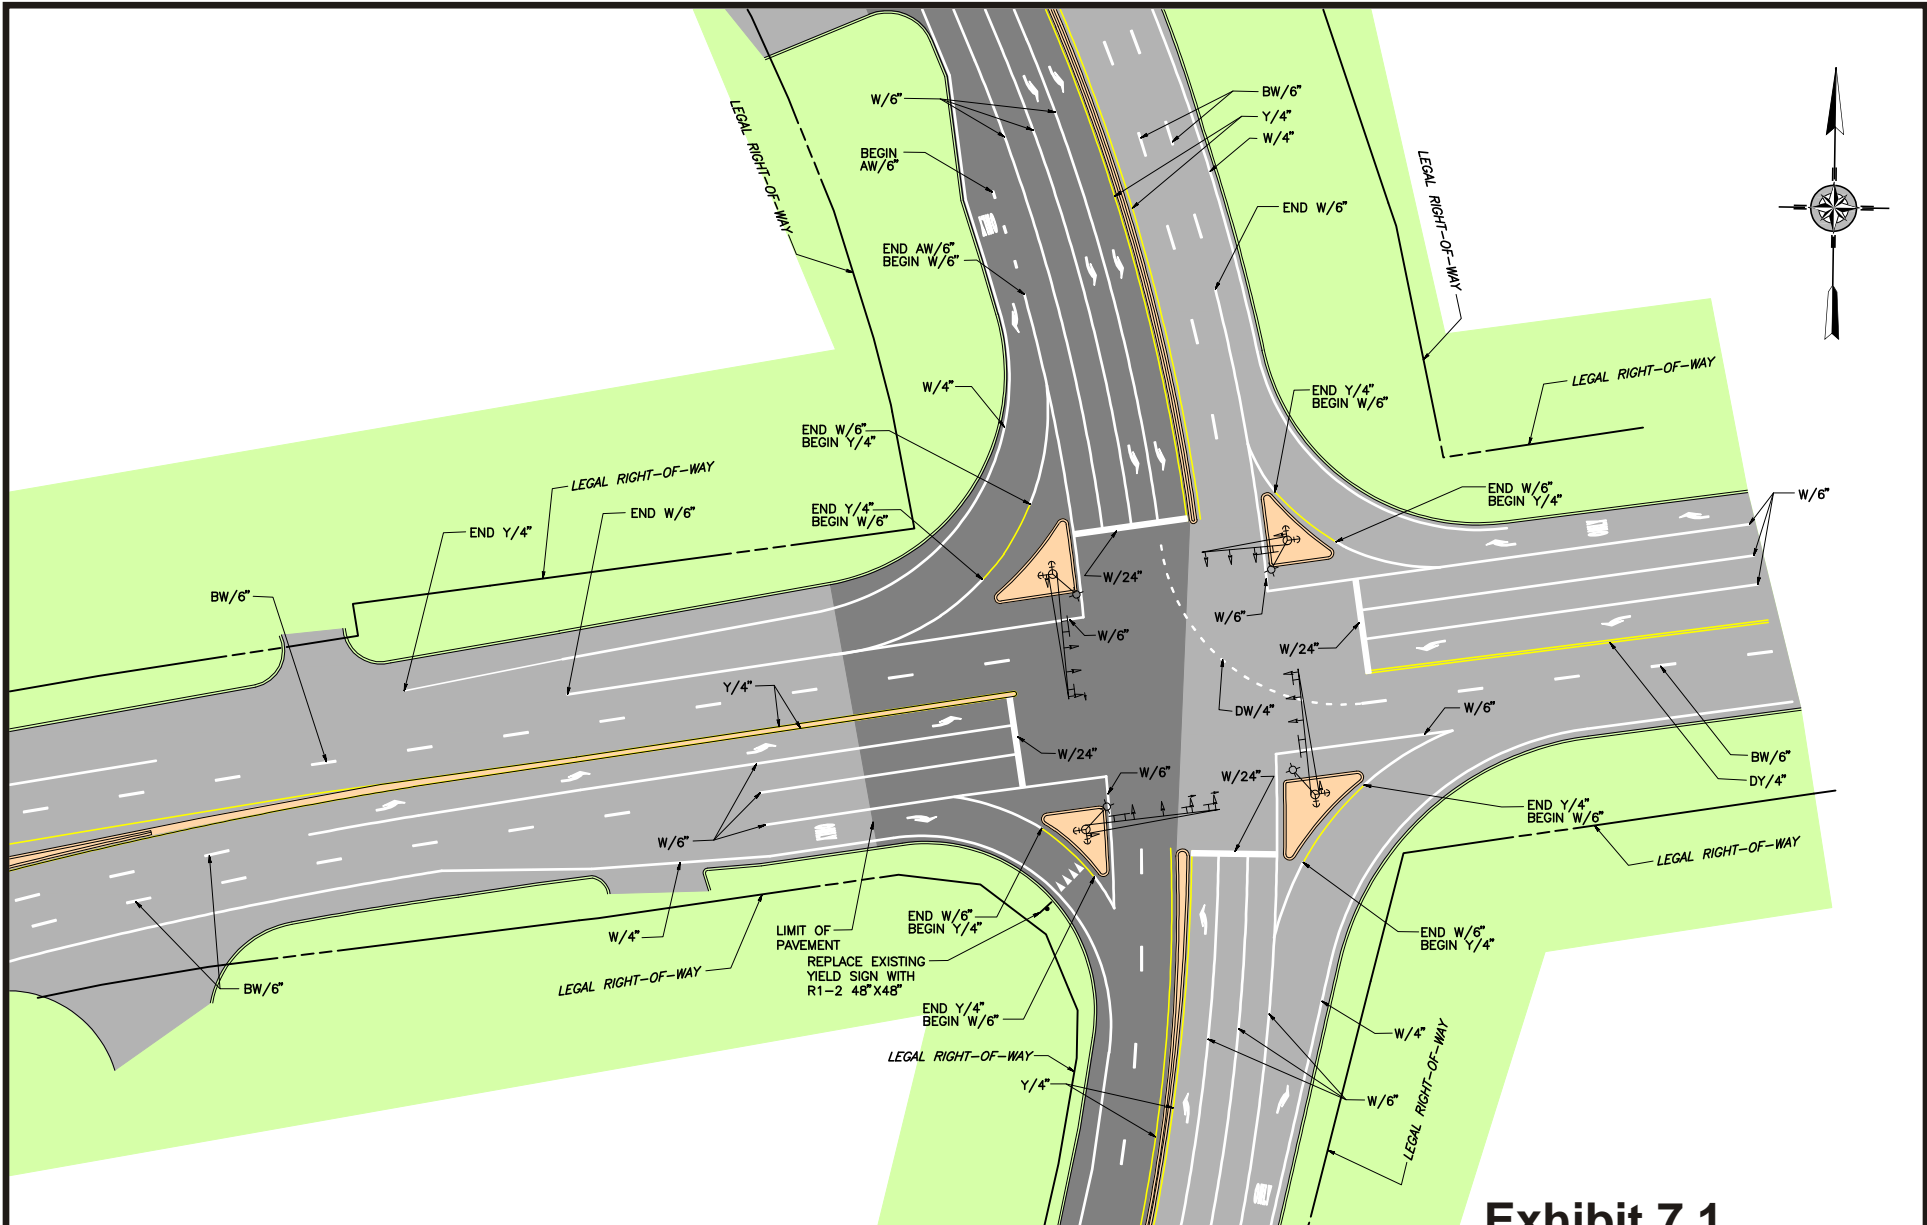 W/6"
BW/6"
Y/4"
W/4"
LEGAL RIGHT-OF-WAY
BEGIN
AW/6"
LEGAL RIGHT-OF-WAY
END W/6"
END AW/6"
BEGIN W/6"
LEGAL RIGHT-OF-WAY
W/4"
END Y/4"
BEGIN W/6"
END W/6"
BEGIN Y/4"
LEGAL RIGHT-OF-WAY
END W/6"
BEGIN Y/4"
W/6"
END Y/4"
BEGIN W/6"
END W/6"
END Y/4"
W/24"
BW/6"
W/6"
W/6"
W/24"
Y/4"
DW/4"
W/6"
W/24"
BW/6"
W/6"
W/24"
DY/4"
END Y/4"
BEGIN W/6"
W/6"
LEGAL RIGHT-OF-WAY
END W/6"
BEGIN Y/4"
LIMIT OF
PAVEMENT
W/4"
END W/6"
BEGIN Y/4"
REPLACE EXISTING
YIELD SIGN WITH
R1-2 48"X48"
LEGAL RIGHT-OF-WAY
BW/6"
END Y/4"
BEGIN W/6"
W/4"
LEGAL RIGHT-OF-WAY
LEGAL RIGHT-OF-WAY
Y/4"
W/6"
Exhibit 7.1